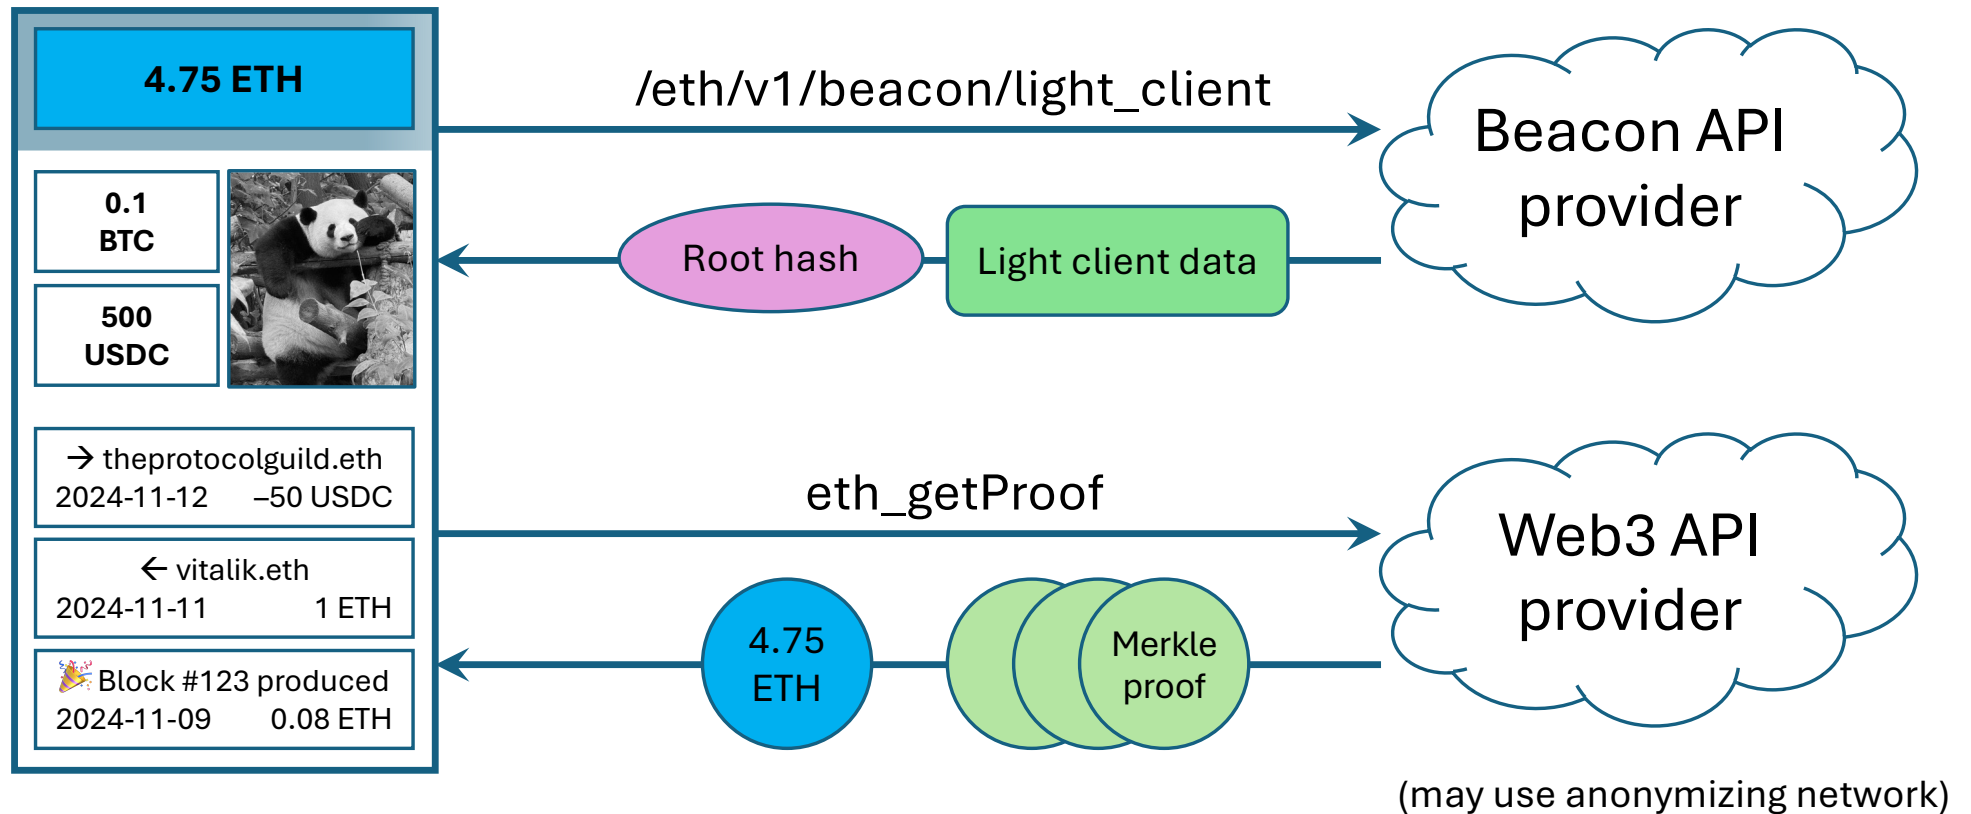 4.75 ETH
0.1
BTC
500
USDC
→ theprotocolguild.eth
2024-11-12 –50 USDC
← vitalik.eth
2024-11-11 1 ETH
🎉 Block #123 produced
2024-11-09 0.08 ETH
/eth/v1/beacon/light_client
Root hash
Light client data
Beacon API
provider
eth_getProof
4.75
ETH
Merkle
proof
Web3 API
provider
(may use anonymizing network)